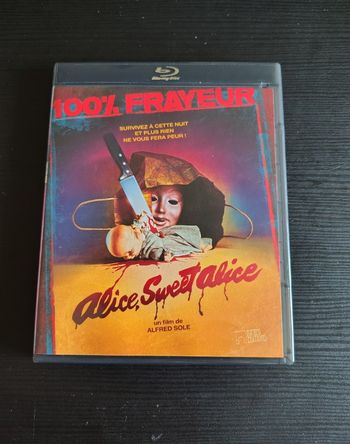 Blu-ray Disc
100% FRAYEUR
SURVIVEZ À CETTE NUIT
ET PLUS RIEN
NE VOUS FERA PEUR !
alice, Sweet alice
un film de
ALFRED SOLE